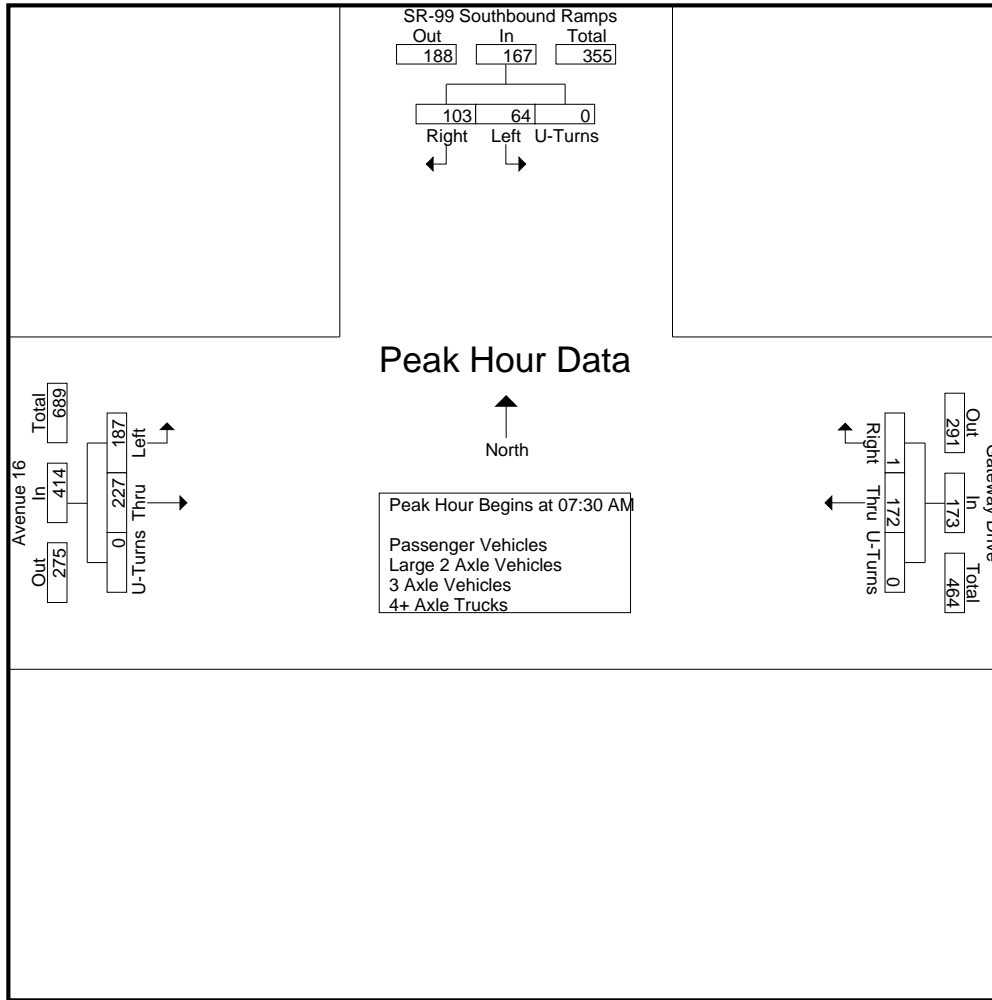 SR-99 Southbound Ramps
Out In Total
188 167 355
103 64 0
Right Left U-Turns
Peak Hour Data
North
Peak Hour Begins at 07:30 AM
Passenger Vehicles
Large 2 Axle Vehicles
3 Axle Vehicles
4+ Axle Trucks
Avenue 16
Out In Total
275 414 689
0 227 187
U-Turns Thru Left
Gateway Drive
Out In Total
291 173 464
1 172 0
Right Thru U-Turns